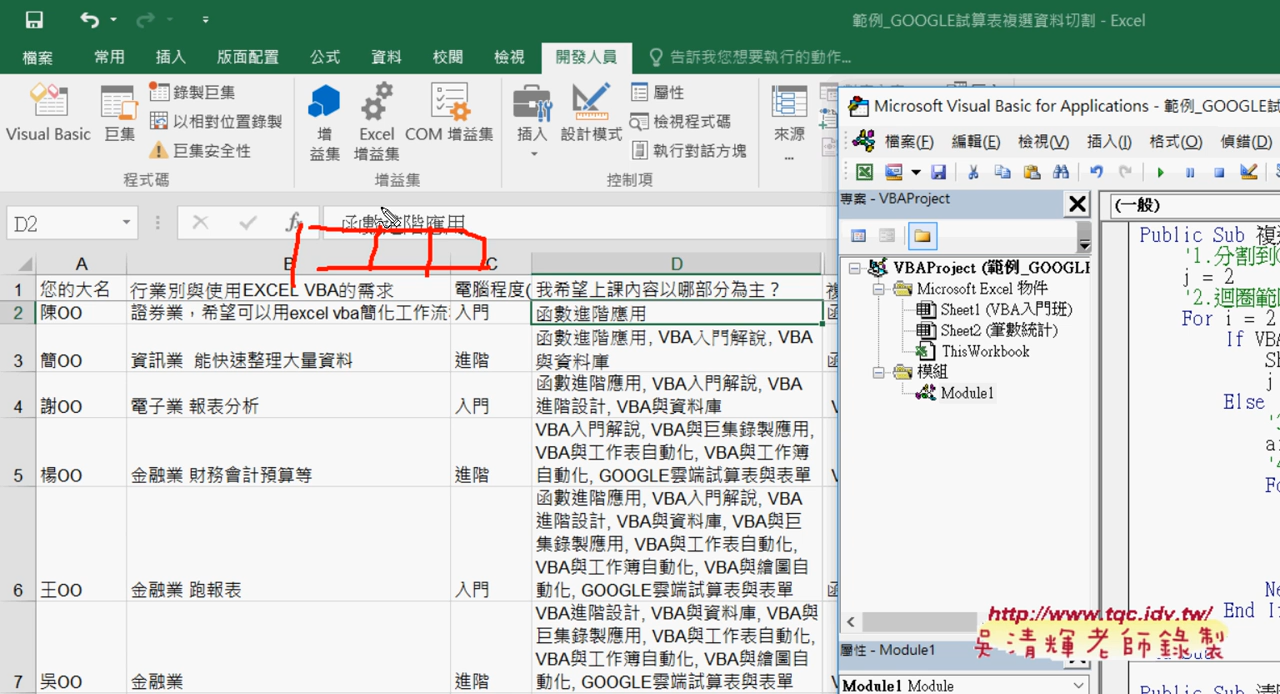 範例_GOOGLE試算表複選資料切割 - Excel
檔案 常用 插入 版面配置 公式 資料 校閱 檢視 開發人員 告訴我您想要執行的動作...
Visual Basic 巨集 錄製巨集 以相對位置錄製 巨集安全性 程式碼
增益集 Excel 增益集 COM 增益集 增益集
插入 設計模式 屬性 檢視程式碼 執行對話方塊 控制項
來源 ...
D2 函數進階應用
A B C D
1 您的大名 行業別與使用EXCEL VBA的需求 電腦程度( 我希望上課內容以哪部分為主？
2 陳OO 證券業，希望可以用excel vba簡化工作流 入門 函數進階應用
函數進階應用, VBA入門解說, VBA
3 簡OO 資訊業 能快速整理大量資料 進階 與資料庫
函數進階應用, VBA入門解說, VBA
4 謝OO 電子業 報表分析 入門 進階設計, VBA與資料庫
VBA入門解說, VBA與巨集錄製應用,
VBA與工作表自動化, VBA與工作簿
5 楊OO 金融業 財務會計預算等 進階 自動化, GOOGLE雲端試算表與表單
函數進階應用, VBA入門解說, VBA
進階設計, VBA與資料庫, VBA與巨
集錄製應用, VBA與工作表自動化,
VBA與工作簿自動化, VBA與繪圖自
6 王OO 金融業 跑報表 入門 動化, GOOGLE雲端試算表與表單
VBA進階設計, VBA與資料庫, VBA與
巨集錄製應用, VBA與工作表自動化,
VBA與工作簿自動化, VBA與繪圖自
7 吳OO 金融業 進階 動化, GOOGLE雲端試算表與表單
Microsoft Visual Basic for Applications - 範例_GOOGLE試
檔案(F) 編輯(E) 檢視(V) 插入(I) 格式(O) 偵錯(D)
專案 - VBAProject
VBAProject (範例_GOOGLE
Microsoft Excel 物件
Sheet1 (VBA入門班)
Sheet2 (筆數統計)
ThisWorkbook
模組
Module1
屬性 - Module1
Module1 Module
(一般)
Public Sub 複
'1.分割到
j = 2
'2.迴圈範
For i = 2
If VBA
Sh
j
Else
ar
Fo
Ne
End If
http://www.tqc.idv.tw/
吳清輝老師錄製